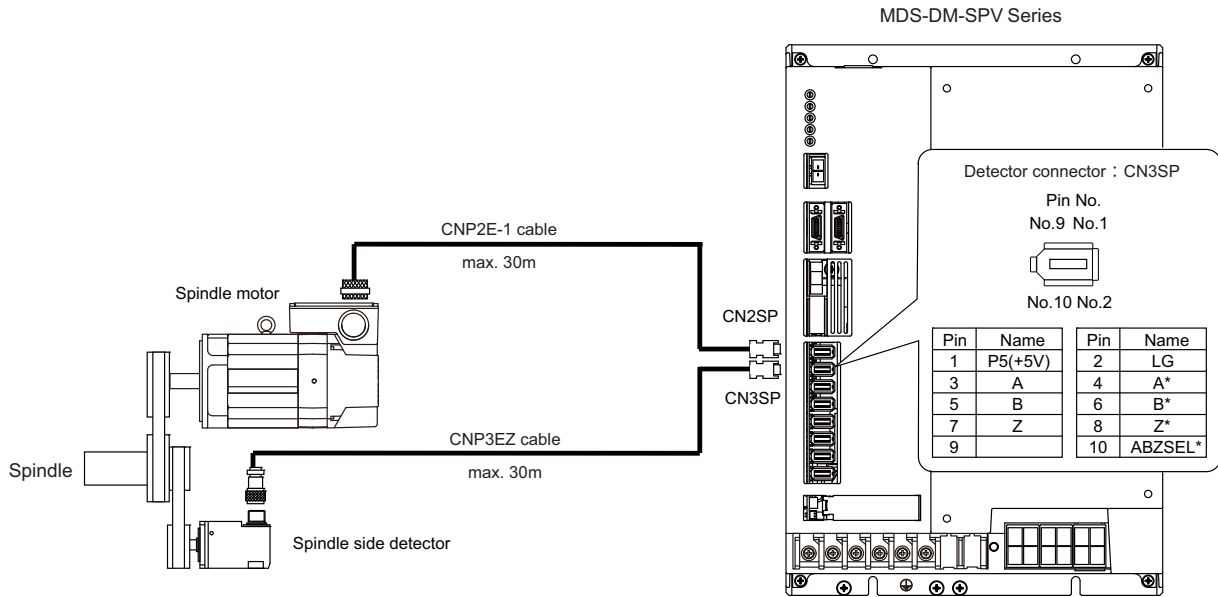 MDS-DM-SPV Series
CNP2E-1 cable
max. 30m
Spindle motor
CN2SP
CN3SP
CNP3EZ cable
max. 30m
Spindle
Spindle side detector
Detector connector：CN3SP
Pin No.
No.9 No.1
No.10 No.2
Pin Name Pin Name
1 P5(+5V) 2 LG
3 A 4 A*
5 B 6 B*
7 Z 8 Z*
9 10 ABZSEL*